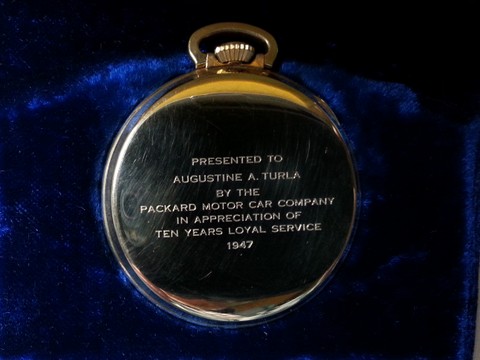 PRESENTED TO
AUGUSTINE A. TURLA
BY THE
PACKARD MOTOR CAR COMPANY
IN APPRECIATION OF
TEN YEARS LOYAL SERVICE
1947